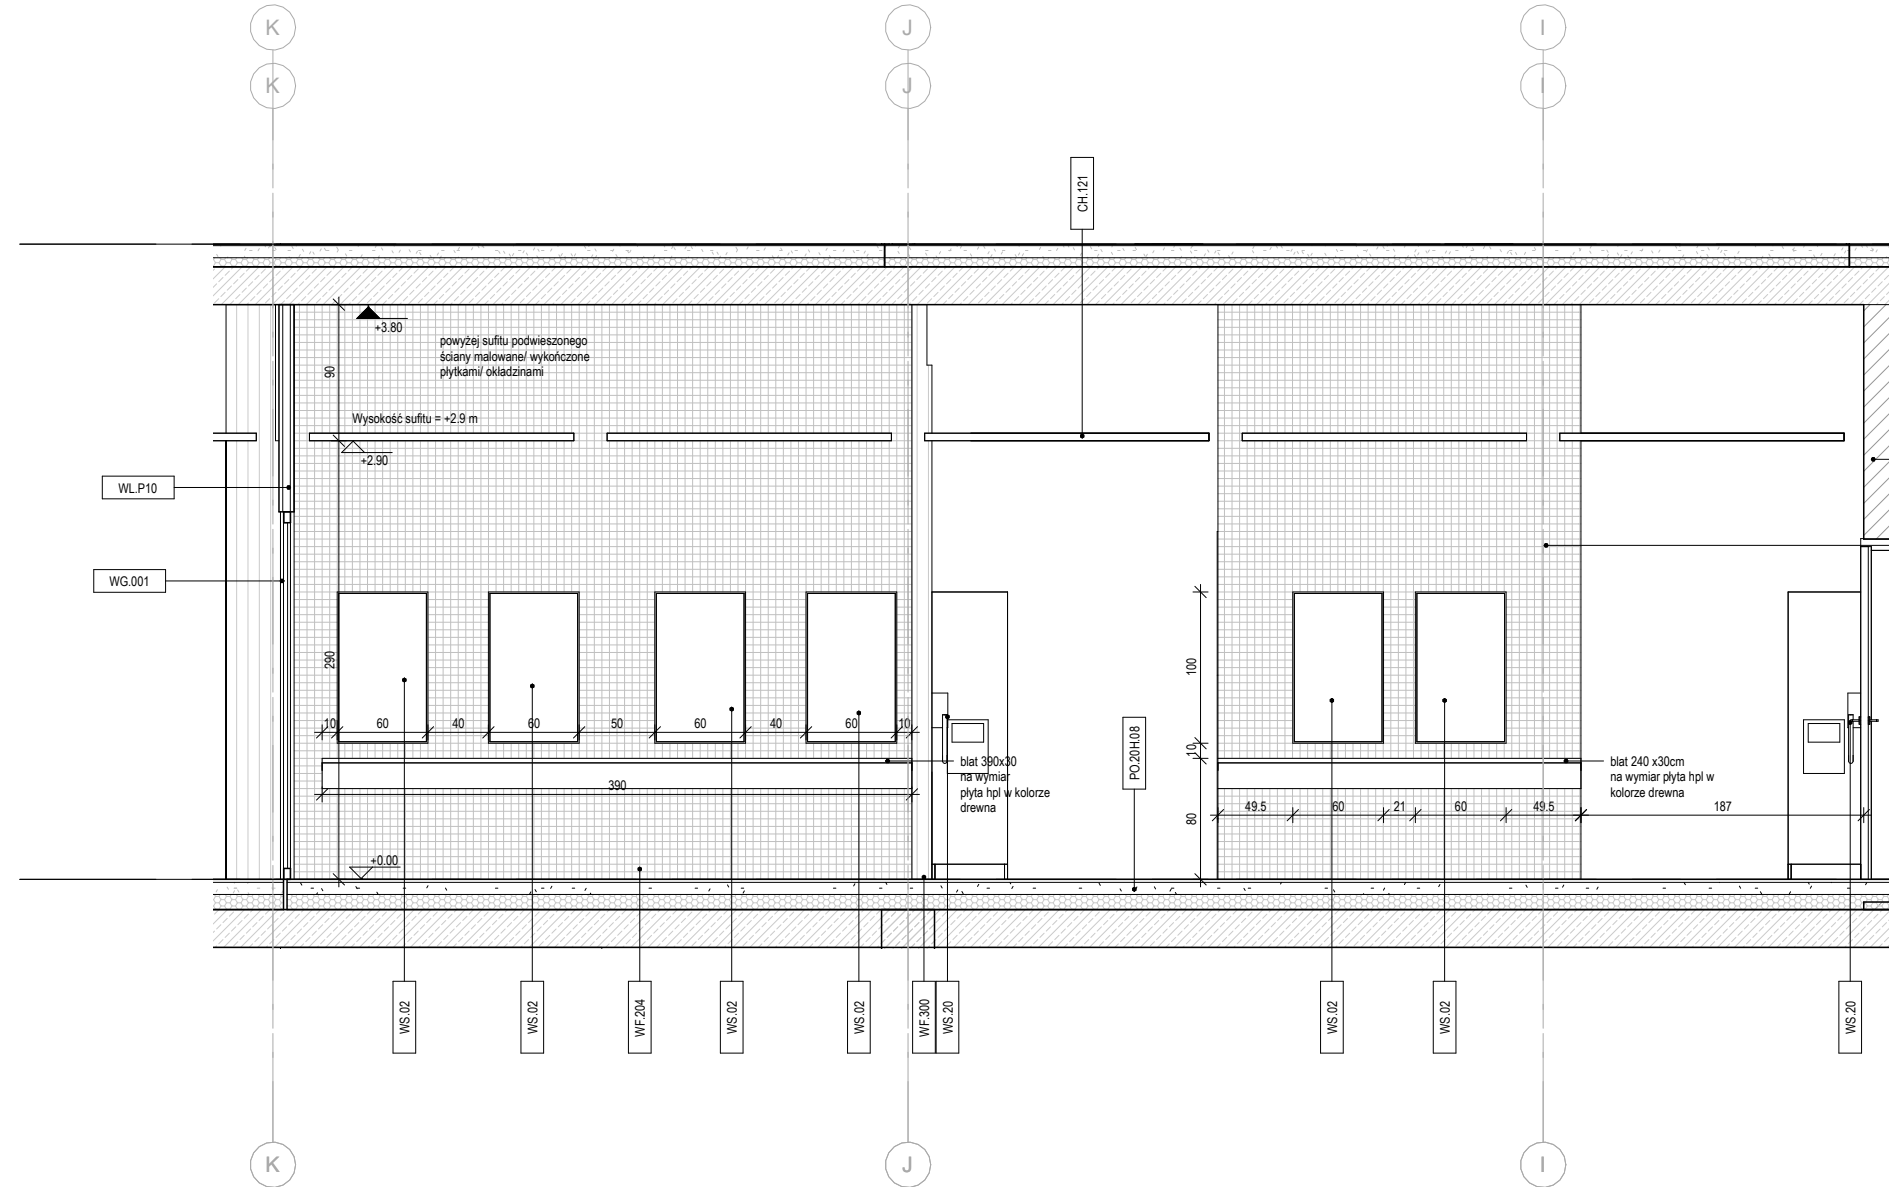 K
J
I
K
J
I
CH.121
+3.80
powyżej sufitu podwieszonego
ściany malowane/ wykończone
płytkami/ okładzinami
90
Wysokość sufitu = +2.9 m
+2.90
WL.P10
WG.001
290
100
10
60
40
60
50
60
40
60
10
PO.20H.08
10
blat 390x30
na wymiar
płyta hpl w kolorze
drewna
blat 240 x30cm
na wymiar płyta hpl w
kolorze drewna
390
80
49.5
60
21
60
49.5
187
+0.00
WS.02
WS.02
WF.204
WS.02
WS.02
WF.300
WS.20
WS.02
WS.02
WS.20
K
J
I